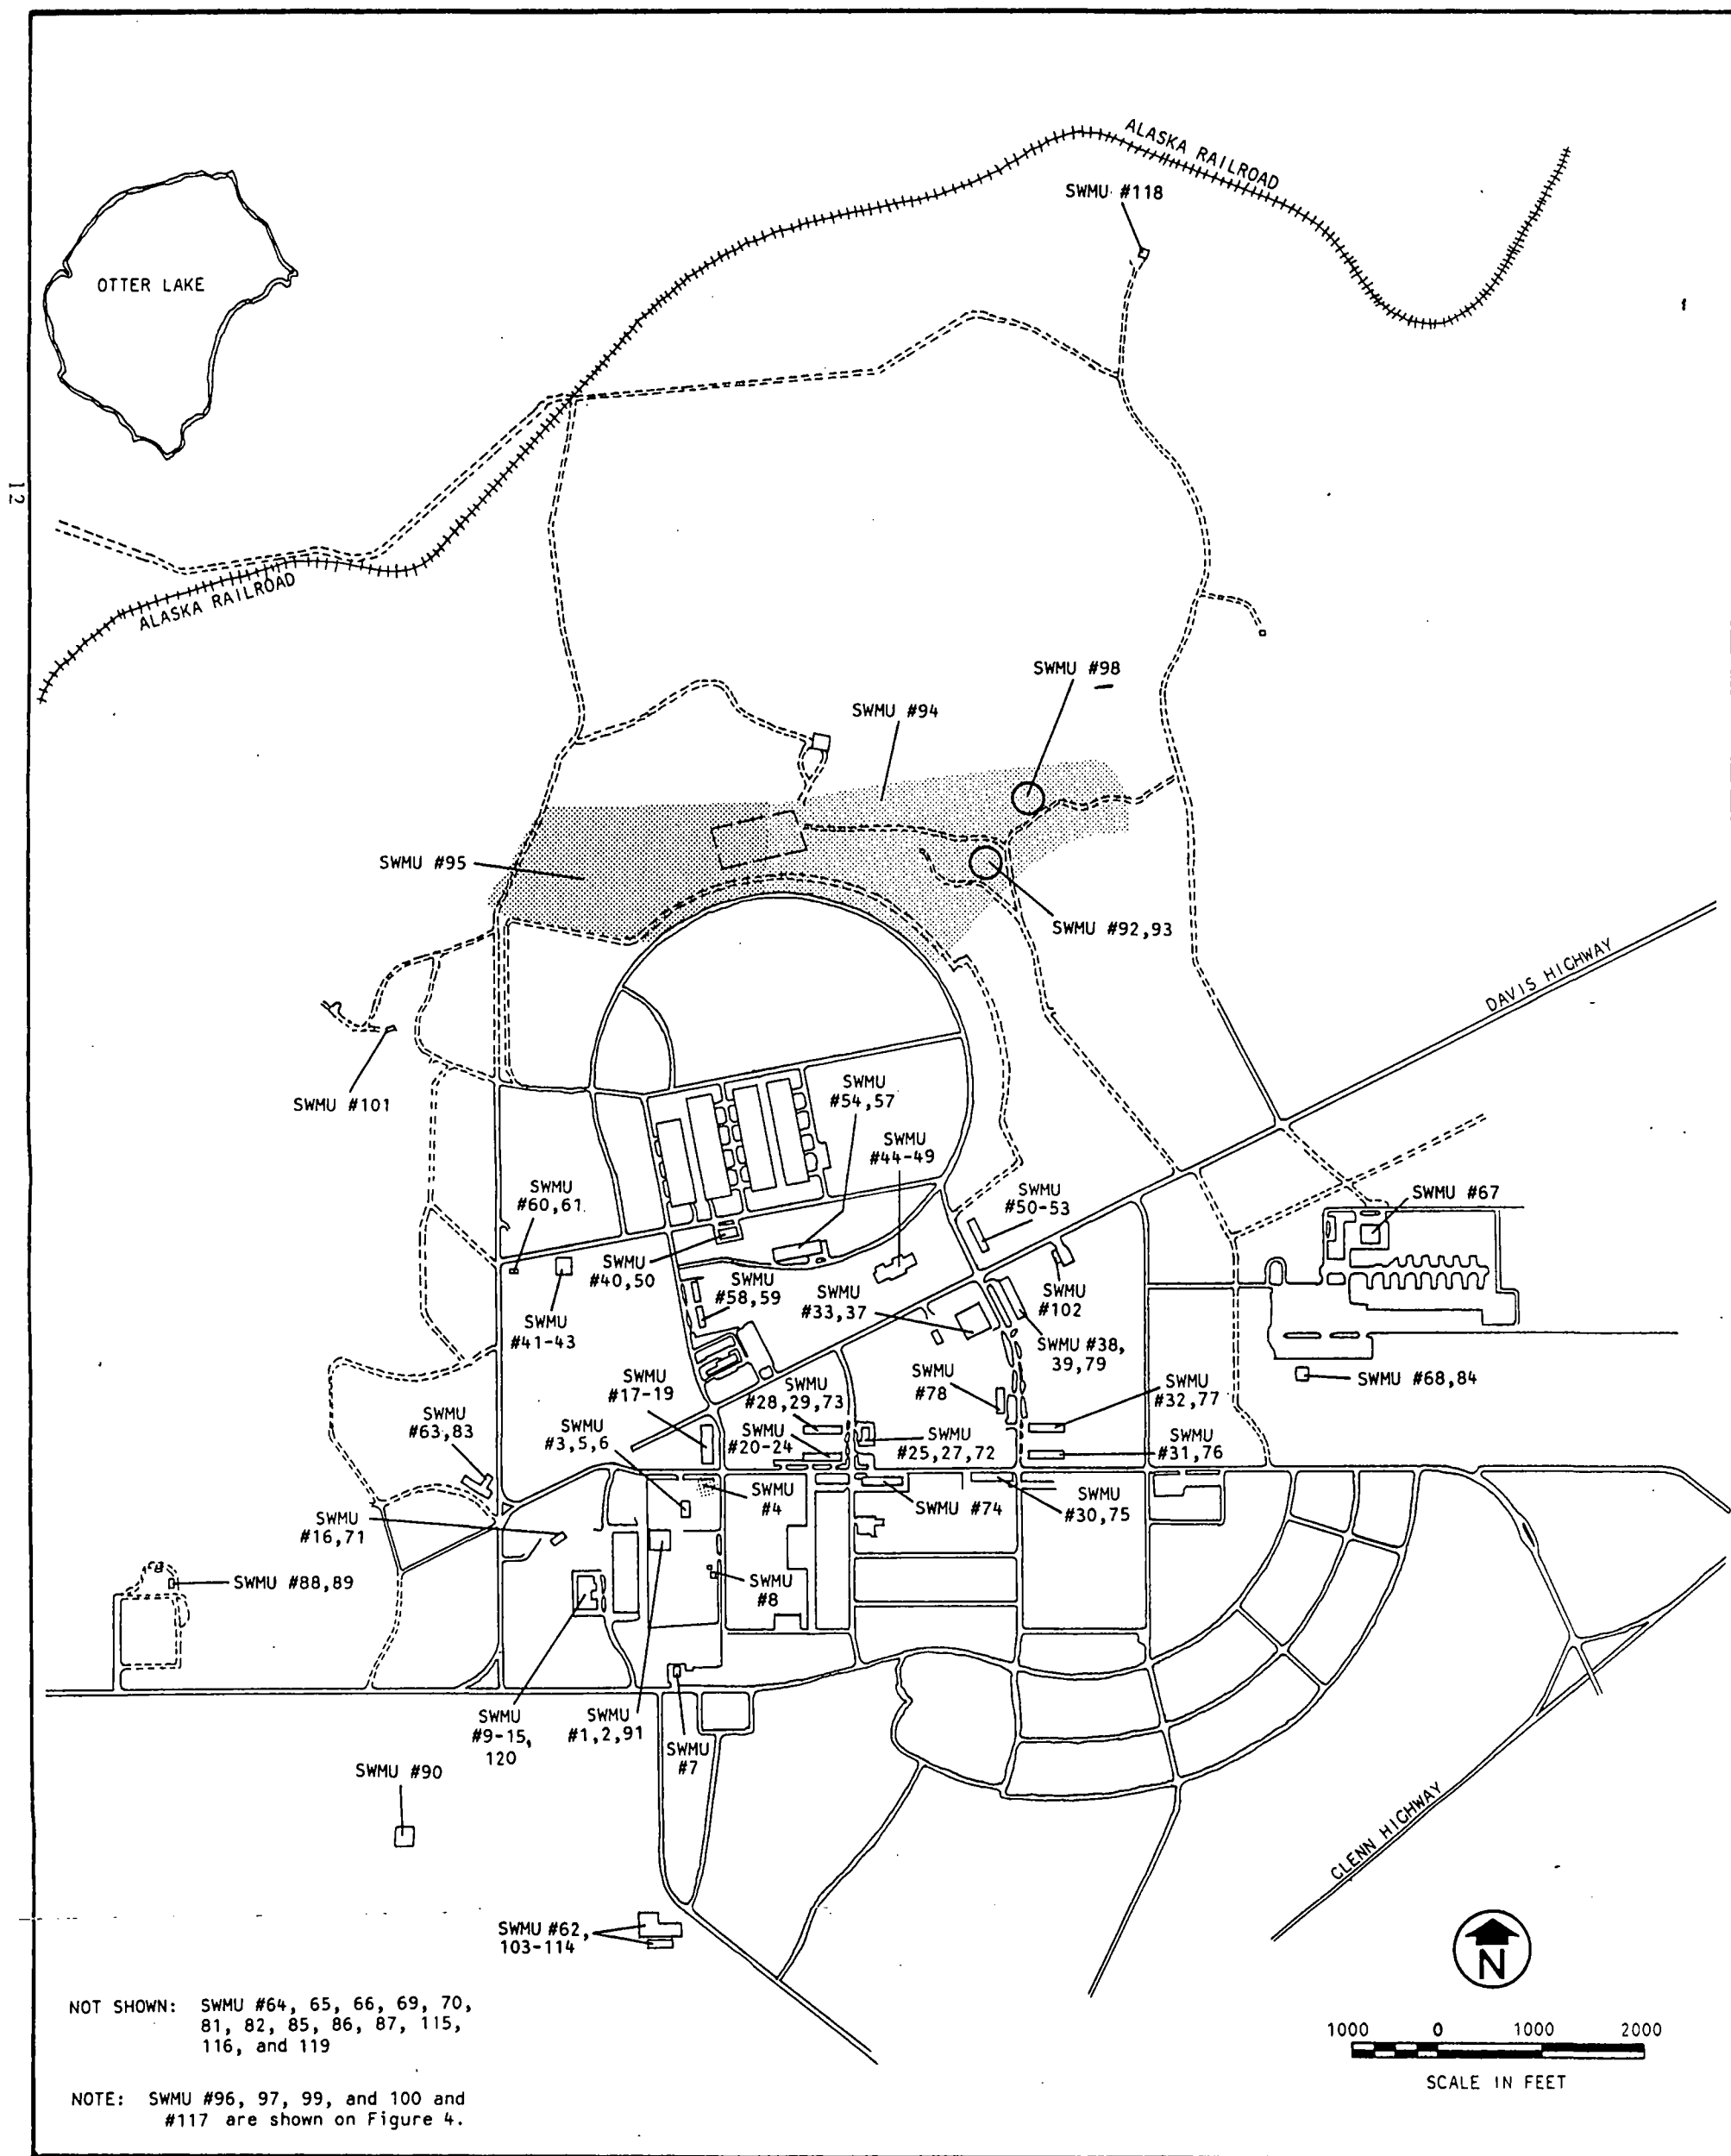 ALASKA RAILROAD
SWMU #118
OTTER LAKE
12
ALASKA RAILROAD
SWMU #98
SWMU #94
SWMU #95
SWMU #92,93
DAVIS HIGHWAY
SWMU #101
SWMU
#54,57
SWMU
#44-49
SWMU
#60,61
SWMU
#50-53
SWMU #67
SWMU
#40,50
SWMU
#58,59
SWMU
#33,37
SWMU
#102
SWMU
#41-43
SWMU #38,
39,79
SWMU
#17-19
SWMU
#28,29,73
SWMU
#78
SWMU
#32,77
SWMU #68,84
SWMU
#63,83
SWMU
#3,5,6
SWMU
#20-24
SWMU
#25,27,72
SWMU
#31,76
SWMU
#4
SWMU #74
SWMU
#30,75
SWMU
#16,71
SWMU #88,89
SWMU
#8
SWMU
#9-15,
120
SWMU
#1,2,91
SWMU
#7
SWMU #90
GLENN HIGHWAY
SWMU #62,
103-114
N
NOT SHOWN: SWMU #64, 65, 66, 69, 70,
81, 82, 85, 86, 87, 115,
116, and 119
1000 0 1000 2000
SCALE IN FEET
NOTE: SWMU #96, 97, 99, and 100 and
#117 are shown on Figure 4.